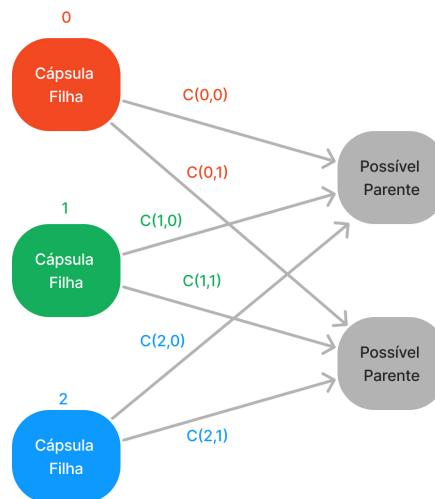 0
Cápsula
Filha
C(0,0)
Possível
Parente
C(0,1)
1
C(1,0)
Cápsula
Filha
C(1,1)
C(2,0)
Possível
Parente
2
C(2,1)
Cápsula
Filha